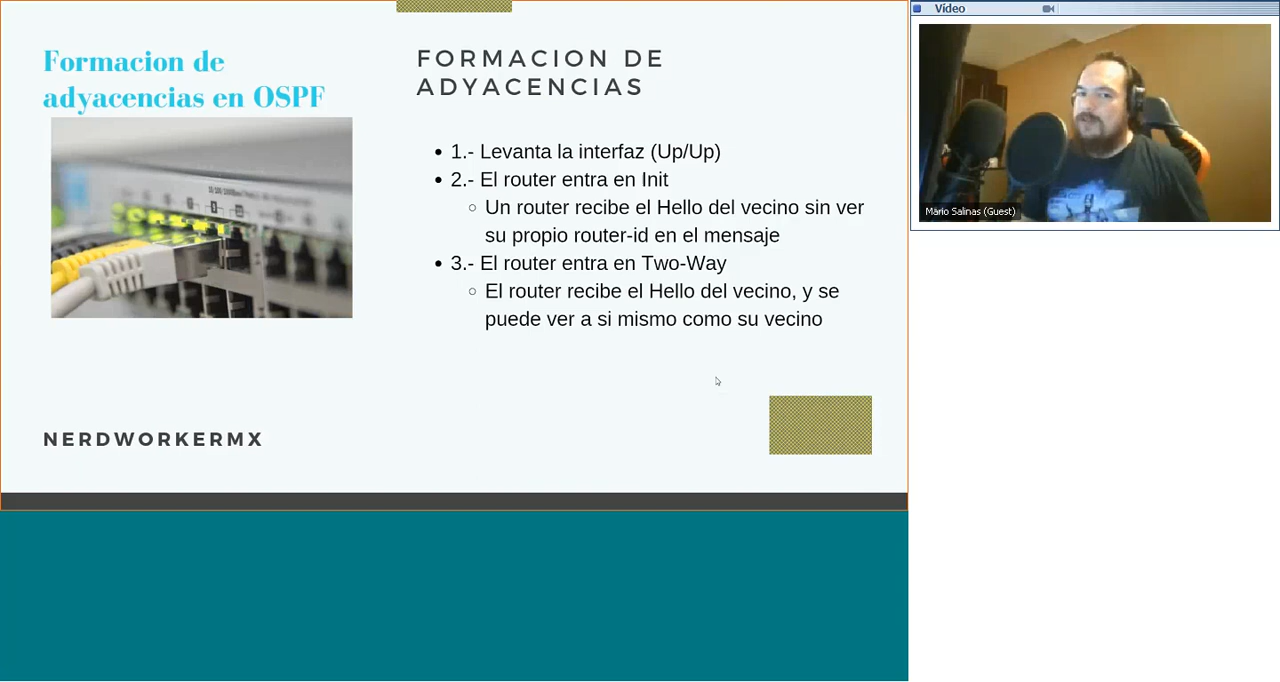 Formacion de
adyacencias en OSPF
FORMACION DE
ADYACENCIAS
1.- Levanta la interfaz (Up/Up)
2.- El router entra en Init
Un router recibe el Hello del vecino sin ver
su propio router-id en el mensaje
3.- El router entra en Two-Way
El router recibe el Hello del vecino, y se
puede ver a si mismo como su vecino
NERDWORKERMX
Vídeo
Mario Salinas (Guest)